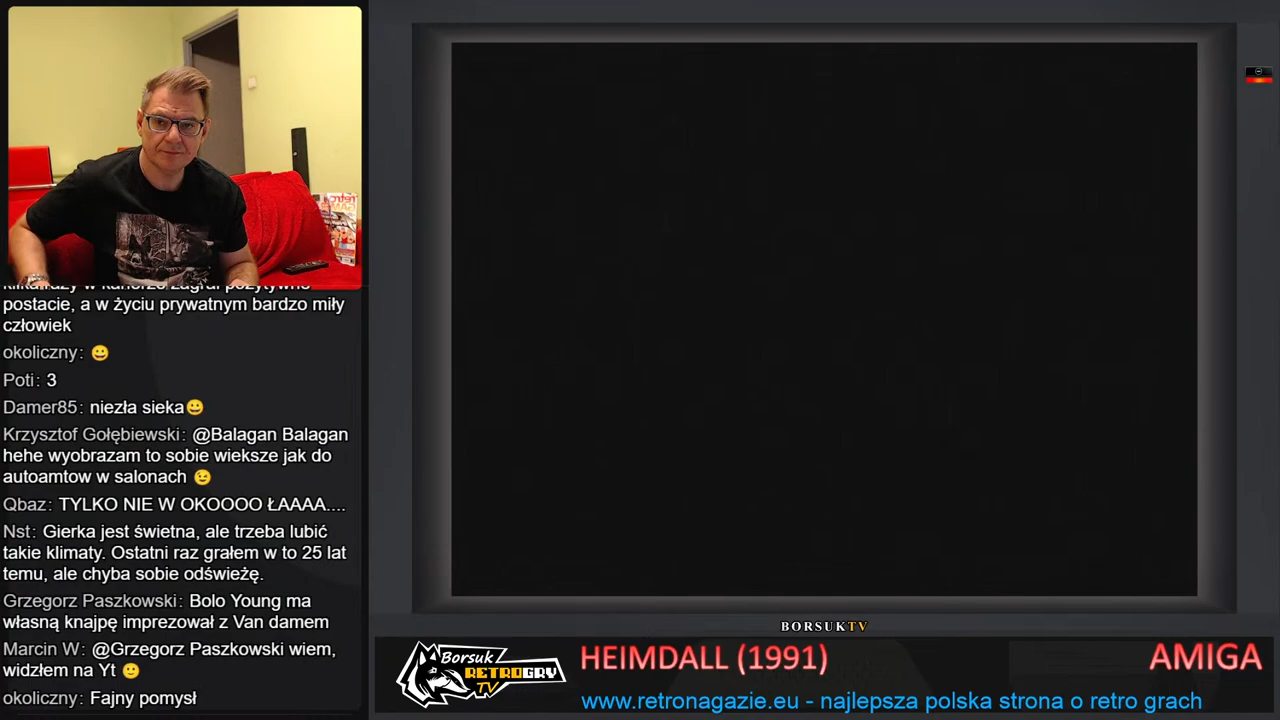 postacie, a w życiu prywatnym bardzo miły
człowiek
okoliczny: 😀
Poti: 3
Damer85: niezła sieka😀
Krzysztof Gołębiewski: @Balagan Balagan
hehe wyobrazam to sobie wieksze jak do
autoamtow w salonach 😉
Qbaz: TYLKO NIE W OKOOOO ŁAAAA....
Nst: Gierka jest świetna, ale trzeba lubić
takie klimaty. Ostatni raz grałem w to 25 lat
temu, ale chyba sobie odświeżę.
Grzegorz Paszkowski: Bolo Young ma
własną knajpę imprezował z Van damem
Marcin W: @Grzegorz Paszkowski wiem,
widzłem na Yt 🙂
okoliczny: Fajny pomysł
BORSUKTV
Borsuk
RETROGRY
TV
HEIMDALL (1991)
AMIGA
www.retronagazie.eu - najlepsza polska strona o retro grach